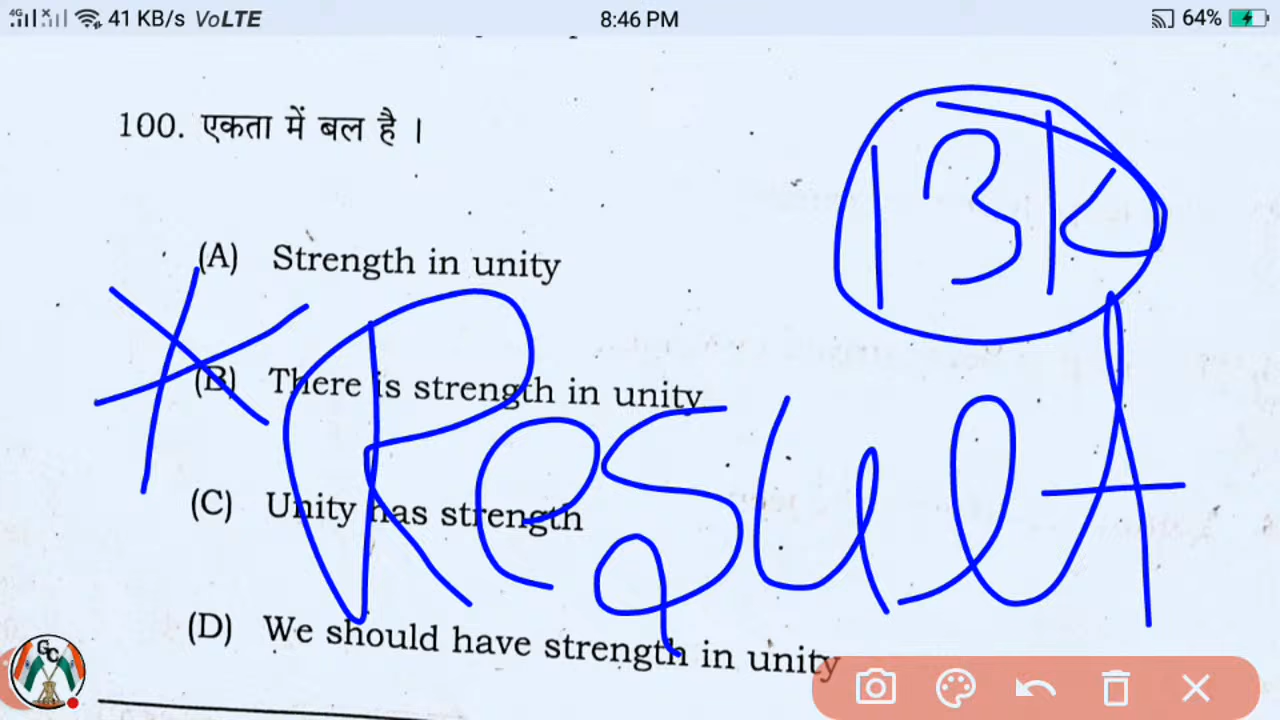 4G 41 KB/s VoLTE 8:46 PM 64%
100. एकता में बल है ।
13K
(A) Strength in unity
(B) There is strength in unity
Result
(C) Unity has strength
(D) We should have strength in unity
GC